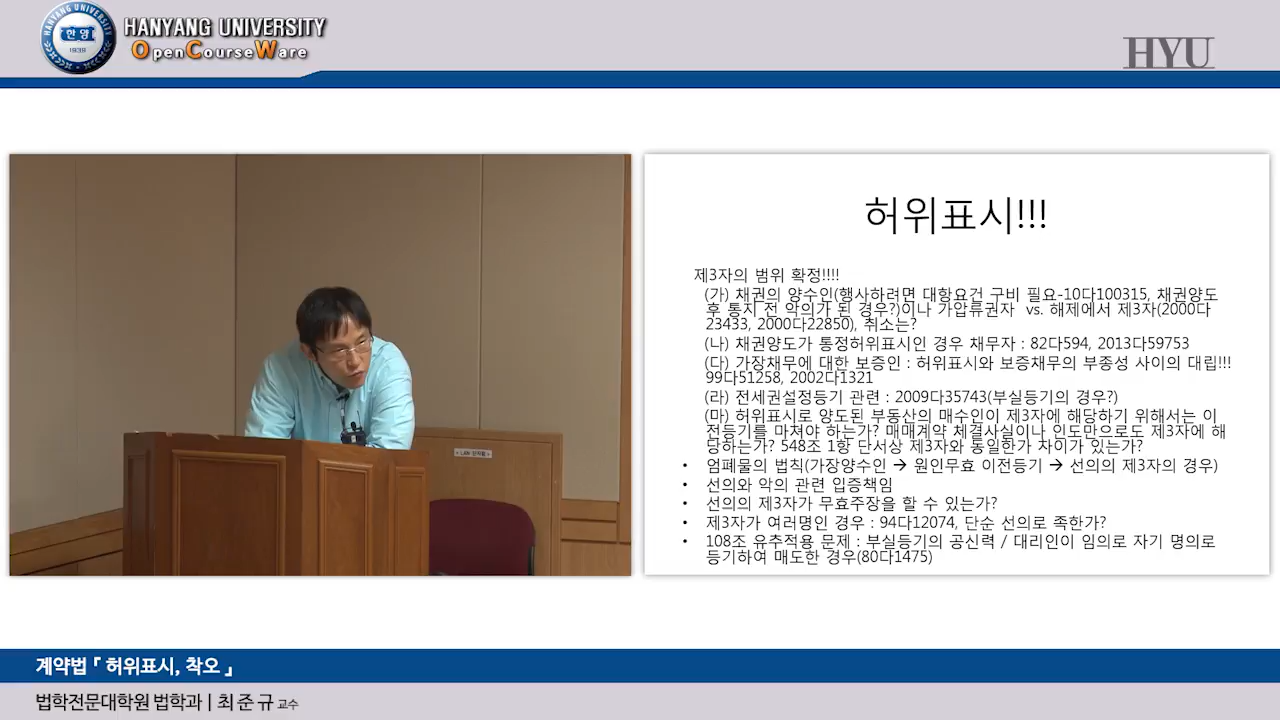 HANYANG UNIVERSITY
OpenCourseWare
한양
1939
HYU
허위표시!!!
제3자의 범위 확정!!!!
(가) 채권의 양수인(행사하려면 대항요건 구비 필요-10다100315, 채권양도
후 통지 전 악의가 된 경우?)이나 가압류권자 vs. 해제에서 제3자(2000다
23433, 2000다22850), 취소는?
(나) 채권양도가 통정허위표시인 경우 채무자 : 82다594, 2013다59753
(다) 가장채무에 대한 보증인 : 허위표시와 보증채무의 부종성 사이의 대립!!!
99다51258, 2002다1321
(라) 전세권설정등기 관련 : 2009다35743(부실등기의 경우?)
(마) 허위표시로 양도된 부동산의 매수인이 제3자에 해당하기 위해서는 이
전등기를 마쳐야 하는가? 매매계약 체결사실이나 인도만으로도 제3자에 해
당하는가? 548조 1항 단서상 제3자와 동일한가 차이가 있는가?
• 엄폐물의 법칙(가장양수인 → 원인무효 이전등기 → 선의의 제3자의 경우)
• 선의와 악의 관련 입증책임
• 선의의 제3자가 무효주장을 할 수 있는가?
• 제3자가 여러명인 경우 : 94다12074, 단순 선의로 족한가?
• 108조 유추적용 문제 : 부실등기의 공신력 / 대리인이 임의로 자기 명의로
등기하여 매도한 경우(80다1475)
계약법『 허위표시, 착오 』
법학전문대학원 법학과 | 최 준 규 교수